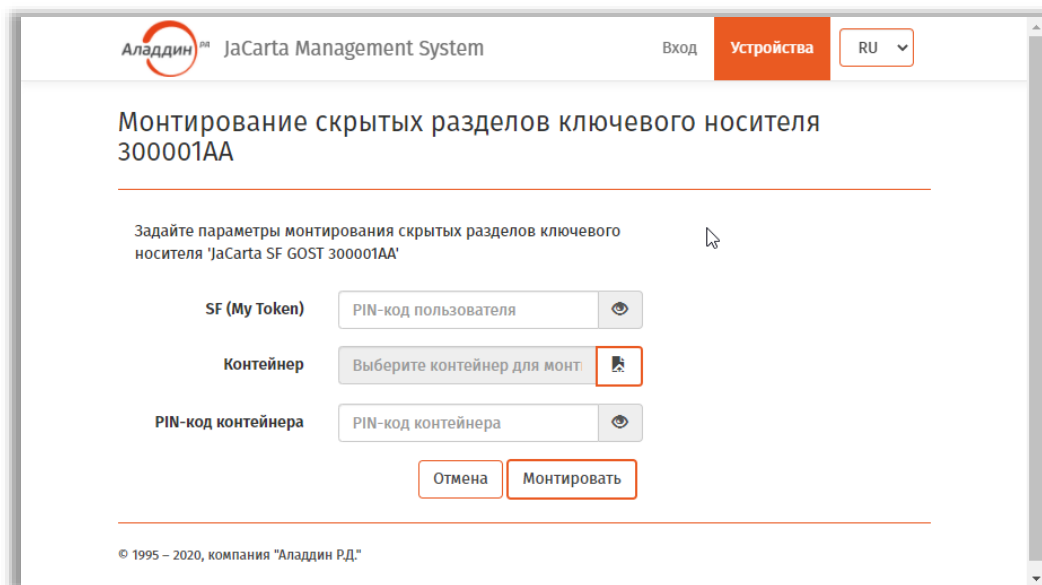 Аладдин РД JaCarta Management System Вход Устройства RU
Монтирование скрытых разделов ключевого носителя
300001AA
Задайте параметры монтирования скрытых разделов ключевого
носителя 'JaCarta SF GOST 300001AA'
SF (My Token) PIN-код пользователя
Контейнер Выберите контейнер для монт
PIN-код контейнера PIN-код контейнера
Отмена Монтировать
© 1995 – 2020, компания "Аладдин Р.Д."